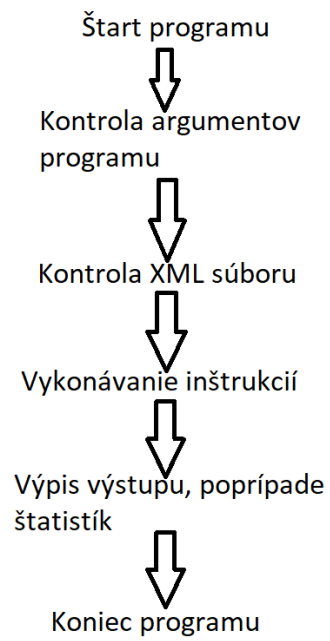 Štart programu
Kontrola argumentov
programu
Kontrola XML súboru
Vykonávanie inštrukcií
Výpis výstupu, poprípade
štatistík
Koniec programu